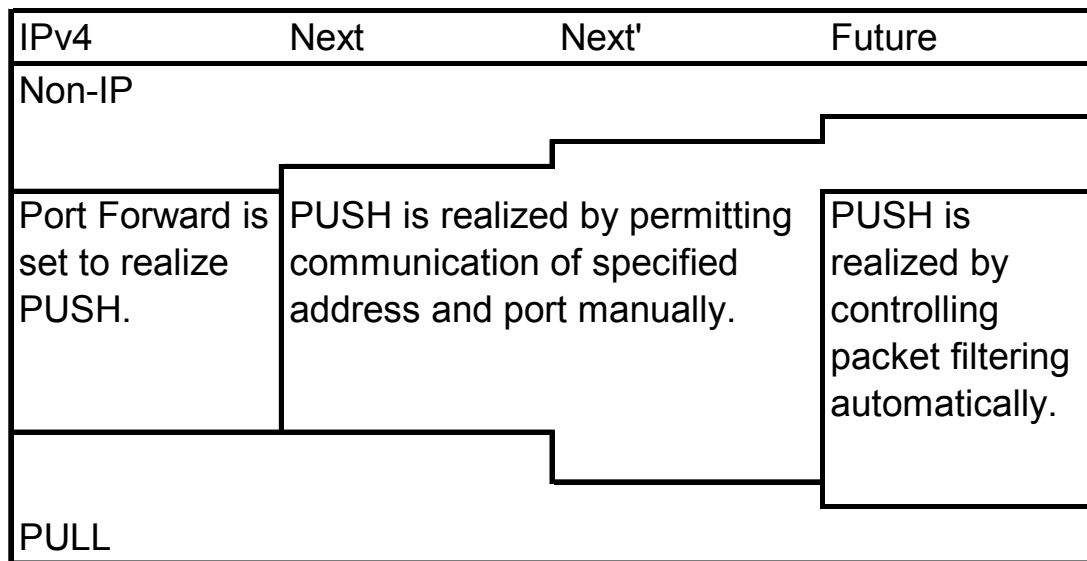 IPv4 Next Next' Future
Non-IP
Port Forward is
set to realize
PUSH.
PUSH is realized by permitting
communication of specified
address and port manually.
PUSH is
realized by
controlling
packet filtering
automatically.
PULL